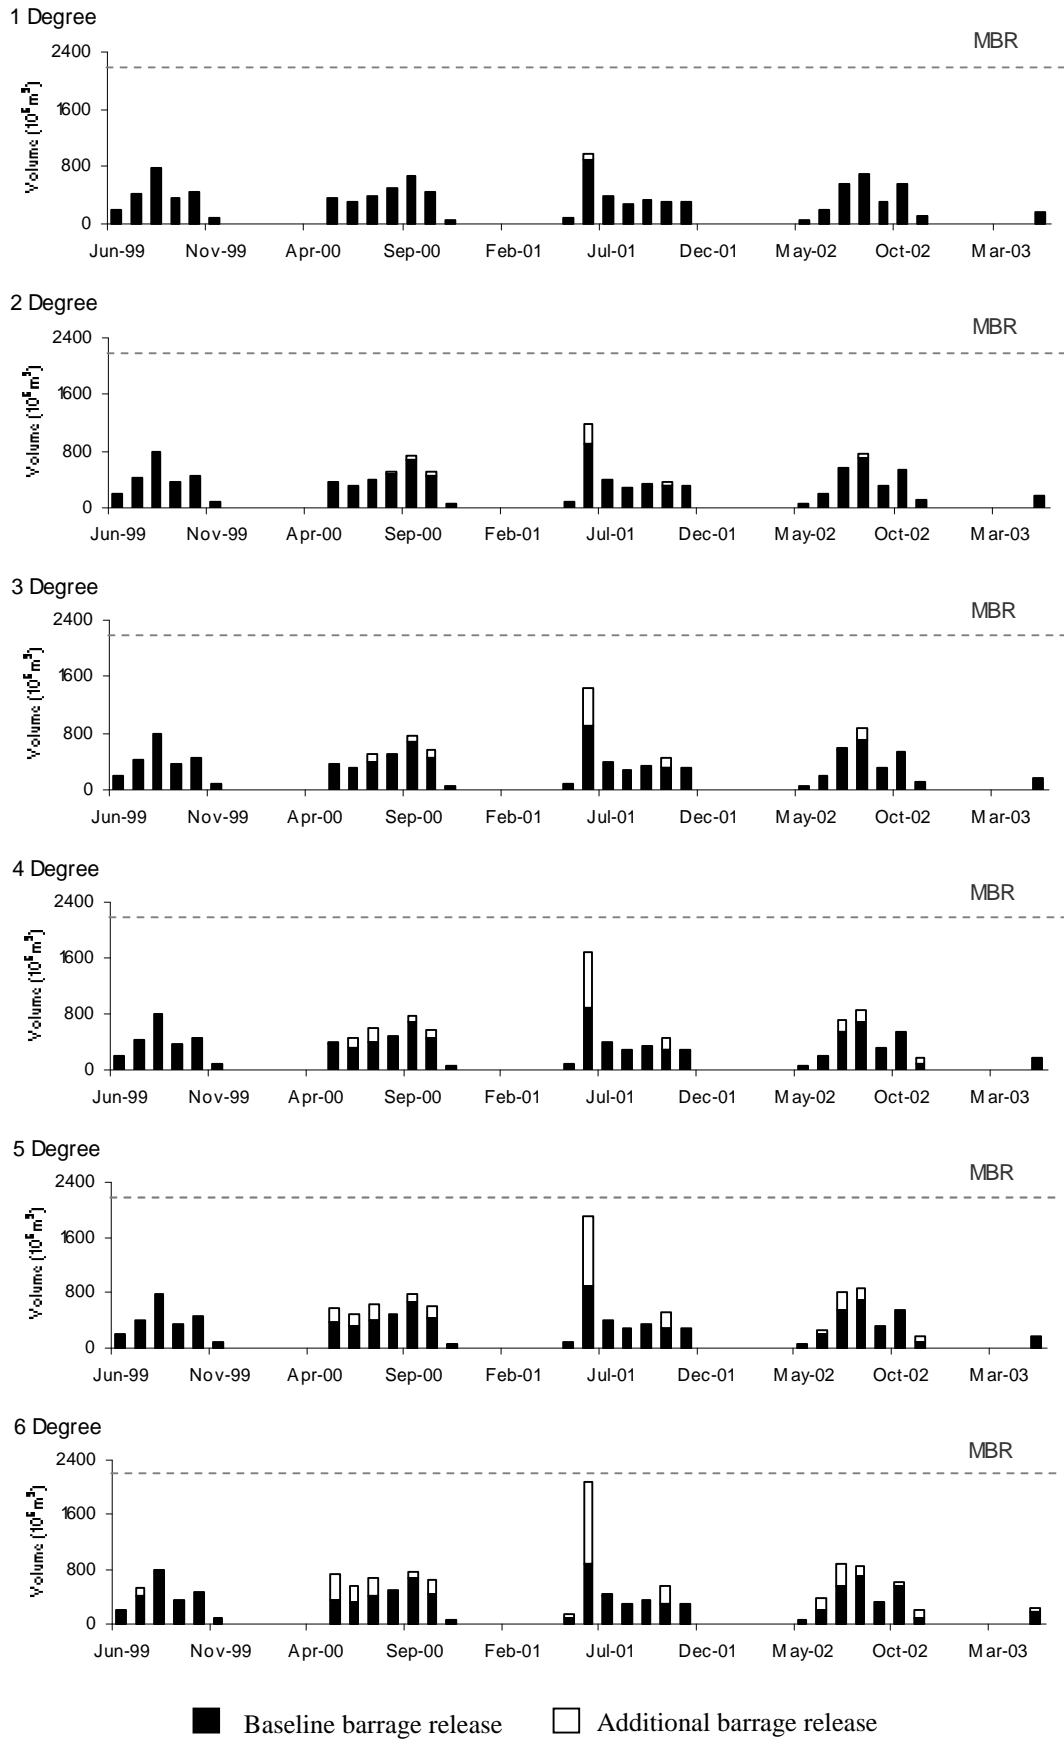 1 Degree
MBR
2400
1600
800
0
Volume (10⁶m³)
Jun-99 Nov-99 Apr-00 Sep-00 Feb-01 Jul-01 Dec-01 May-02 Oct-02 Mar-03
2 Degree
MBR
2400
1600
800
0
Volume (10⁶m³)
Jun-99 Nov-99 Apr-00 Sep-00 Feb-01 Jul-01 Dec-01 May-02 Oct-02 Mar-03
3 Degree
MBR
2400
1600
800
0
Volume (10⁶m³)
Jun-99 Nov-99 Apr-00 Sep-00 Feb-01 Jul-01 Dec-01 May-02 Oct-02 Mar-03
4 Degree
MBR
2400
1600
800
0
Volume (10⁶m³)
Jun-99 Nov-99 Apr-00 Sep-00 Feb-01 Jul-01 Dec-01 May-02 Oct-02 Mar-03
5 Degree
MBR
2400
1600
800
0
Volume (10⁶m³)
Jun-99 Nov-99 Apr-00 Sep-00 Feb-01 Jul-01 Dec-01 May-02 Oct-02 Mar-03
6 Degree
MBR
2400
1600
800
0
Volume (10⁶m³)
Jun-99 Nov-99 Apr-00 Sep-00 Feb-01 Jul-01 Dec-01 May-02 Oct-02 Mar-03
Baseline barrage release Additional barrage release